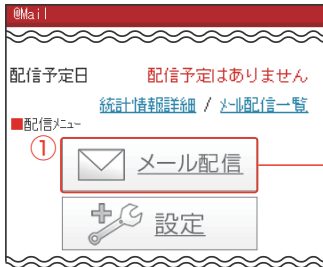 @Mail
配信予定日 配信予定はありません
統計情報詳細 / ﾒｰﾙ配信一覧
■配信ﾒﾆｭｰ
① メール配信
設定